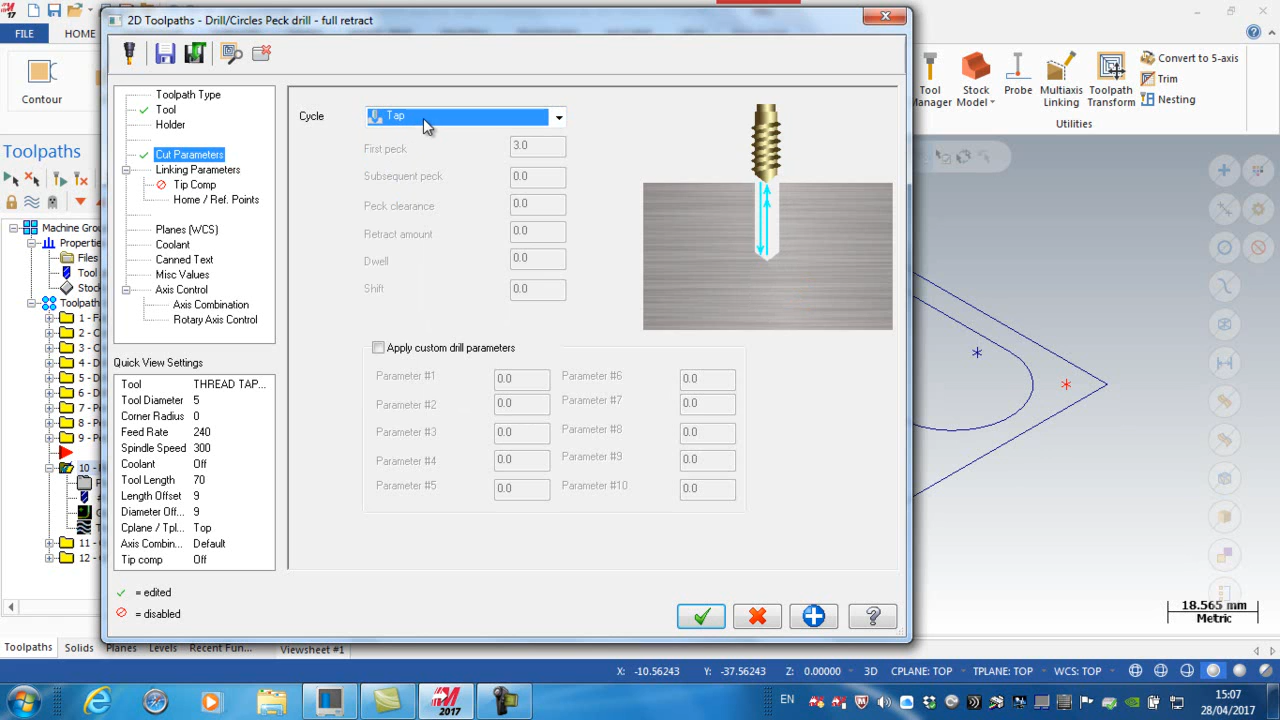 2017
2D Toolpaths - Drill/Circles Peck drill - full retract
FILE
HOME
Contour
Tool Manager
Stock Model
Probe
Multiaxis Linking
Toolpath Transform
Convert to 5-axis
Trim
Nesting
Utilities
Toolpaths
Machine Grou
Properties
Files
Tool
Stock
Toolpath
1 - F
2 - C
3 - C
4 - C
5 - D
6 - D
7 - P
8 - P
9 - P
10 -
11 -
12 -
Toolpath Type
Tool
Holder
Cut Parameters
Linking Parameters
Tip Comp
Home / Ref. Points
Planes (WCS)
Coolant
Canned Text
Misc Values
Axis Control
Axis Combination
Rotary Axis Control
Quick View Settings
Tool THREAD TAP...
Tool Diameter 5
Corner Radius 0
Feed Rate 240
Spindle Speed 300
Coolant Off
Tool Length 70
Length Offset 9
Diameter Off... 9
Cplane / Tpl... Top
Axis Combin... Default
Tip comp Off
= edited
= disabled
Cycle Tap
First peck 3.0
Subsequent peck 0.0
Peck clearance 0.0
Retract amount 0.0
Dwell 0.0
Shift 0.0
Apply custom drill parameters
Parameter #1 0.0 Parameter #6 0.0
Parameter #2 0.0 Parameter #7 0.0
Parameter #3 0.0 Parameter #8 0.0
Parameter #4 0.0 Parameter #9 0.0
Parameter #5 0.0 Parameter #10 0.0
18.565 mm
Metric
Toolpaths Solids Planes Levels Recent Fun...
Viewsheet #1
X: -10.56243 Y: -37.56243 Z: 0.00000 3D CPLANE: TOP TPLANE: TOP WCS: TOP
2017
EN
15:07
28/04/2017